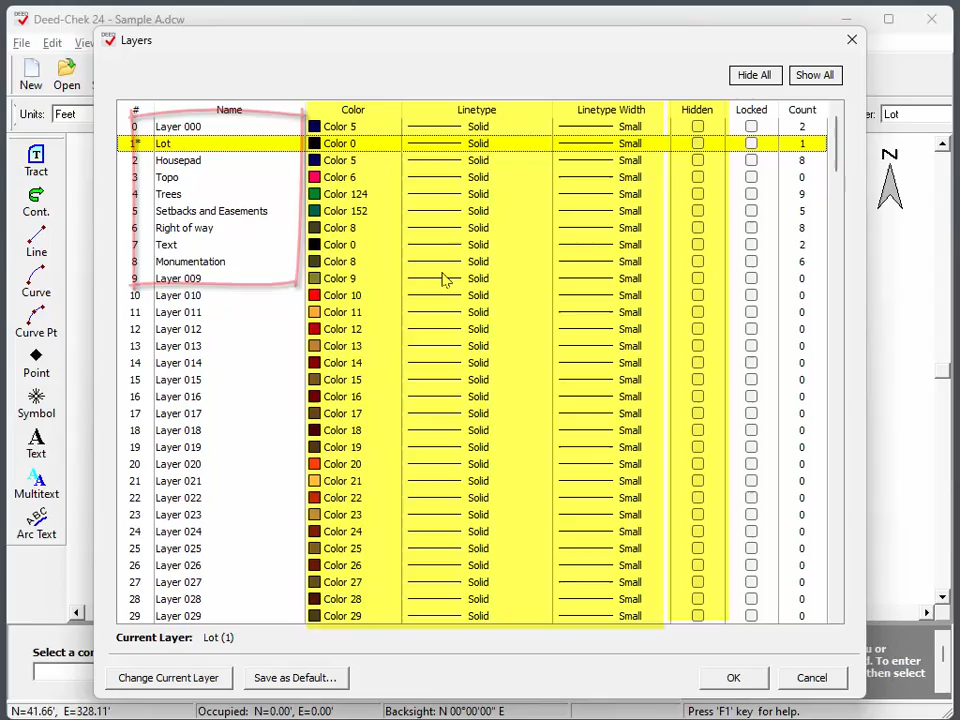 Deed-Chek 24 - Sample A.dcw
File Edit Vie
Layers
Hide All Show All
New Open
Units: Feet
er: Lot
# Name Color Linetype Linetype Width Hidden Locked Count
0 Layer 000 Color 5 Solid Small 2
1* Lot Color 0 Solid Small 1
2 Housepad Color 5 Solid Small 8
3 Topo Color 6 Solid Small 0
4 Trees Color 124 Solid Small 9
5 Setbacks and Easements Color 152 Solid Small 5
6 Right of way Color 8 Solid Small 8
7 Text Color 0 Solid Small 2
8 Monumentation Color 8 Solid Small 6
9 Layer 009 Color 9 Solid Small 0
10 Layer 010 Color 10 Solid Small 0
11 Layer 011 Color 11 Solid Small 0
12 Layer 012 Color 12 Solid Small 0
13 Layer 013 Color 13 Solid Small 0
14 Layer 014 Color 14 Solid Small 0
15 Layer 015 Color 15 Solid Small 0
16 Layer 016 Color 16 Solid Small 0
17 Layer 017 Color 17 Solid Small 0
18 Layer 018 Color 18 Solid Small 0
19 Layer 019 Color 19 Solid Small 0
20 Layer 020 Color 20 Solid Small 0
21 Layer 021 Color 21 Solid Small 0
22 Layer 022 Color 22 Solid Small 0
23 Layer 023 Color 23 Solid Small 0
24 Layer 024 Color 24 Solid Small 0
25 Layer 025 Color 25 Solid Small 0
26 Layer 026 Color 26 Solid Small 0
27 Layer 027 Color 27 Solid Small 0
28 Layer 028 Color 28 Solid Small 0
29 Layer 029 Color 29 Solid Small 0
Tract
Cont.
Line
Curve
Curve Pt
Point
Symbol
Text
Multitext
Arc Text
N
Current Layer: Lot (1)
Select a co
u or
d. To enter
then select
Change Current Layer Save as Default... OK Cancel
N=41.66', E=328.11' Occupied: N=0.00', E=0.00' Backsight: N 00°00'00" E Press 'F1' key for help.